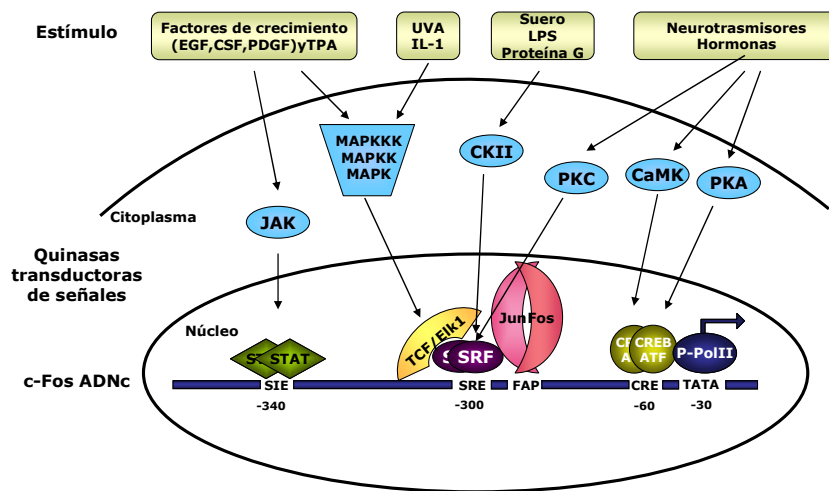 Estímulo
Factores de crecimiento
(EGF,CSF,PDGF)yTPA
UVA
IL-1
Suero
LPS
Proteína G
Neurotrasmisores
Hormonas
MAPKKK
MAPKK
MAPK
CKII
PKC
CaMK
PKA
Citoplasma
JAK
Quinasas
transductoras
de señales
Núcleo
TCF/Elk1
Jun Fos
STAT
S SRF
CREB
ATF
P-PolII
c-Fos ADNc
SIE
SRE
FAP
CRE
TATA
-340
-300
-60
-30